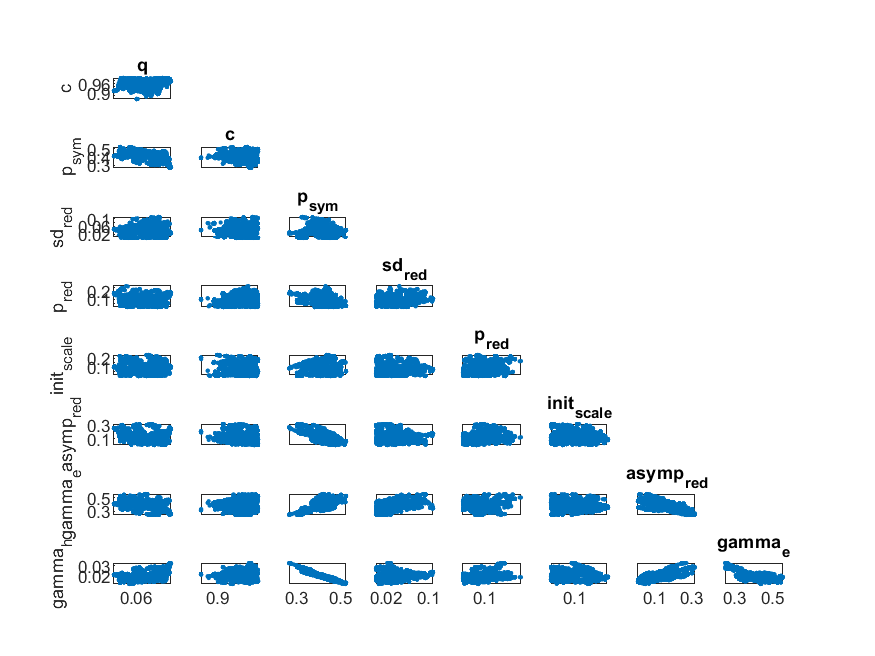 q
c
0.96
0.9
c
p_sym
0.5
0.4
0.3
p_sym
sd_red
0.1
0.06
0.02
sd_red
p_red
0.2
0.1
p_red
init_scale
0.2
0.1
init_scale
asymp_red
0.3
0.1
asymp_red
gamma_e
0.5
0.3
gamma_e
gamma_h
0.03
0.02
0.06
0.9
0.3 0.5
0.02 0.1
0.1
0.1
0.1 0.3
0.3 0.5